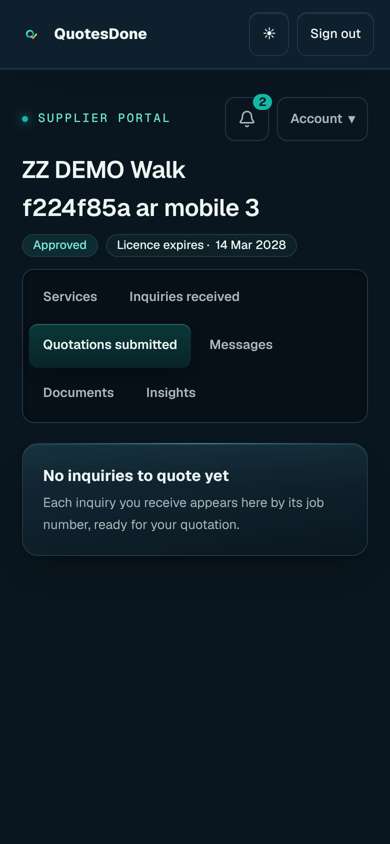 QuotesDone
Sign out
SUPPLIER PORTAL
2
Account ▾
ZZ DEMO Walk
f224f85a ar mobile 3
Approved
Licence expires · 14 Mar 2028
Services
Inquiries received
Quotations submitted
Messages
Documents
Insights
No inquiries to quote yet
Each inquiry you receive appears here by its job
number, ready for your quotation.